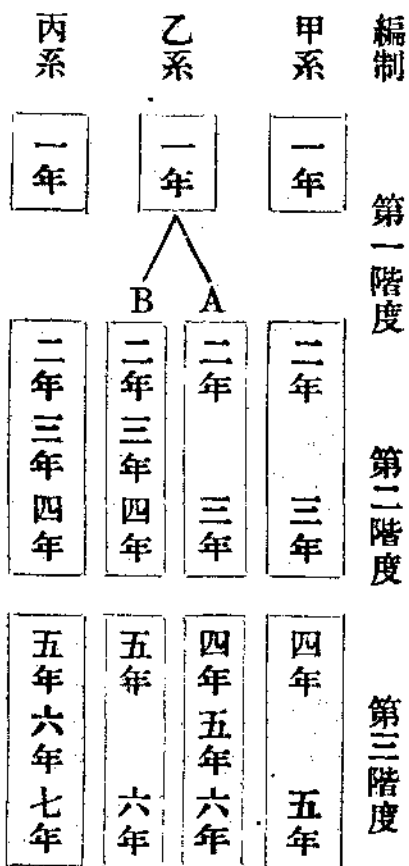 編制 第一階度 第二階度 第三階度
甲系 一年 二年 三年 四年 五年
乙系 一年
A 二年 三年 四年 五年 六年
B 二年 三年 四年 五年 六年
丙系 一年 二年 三年 四年 五年 六年 七年